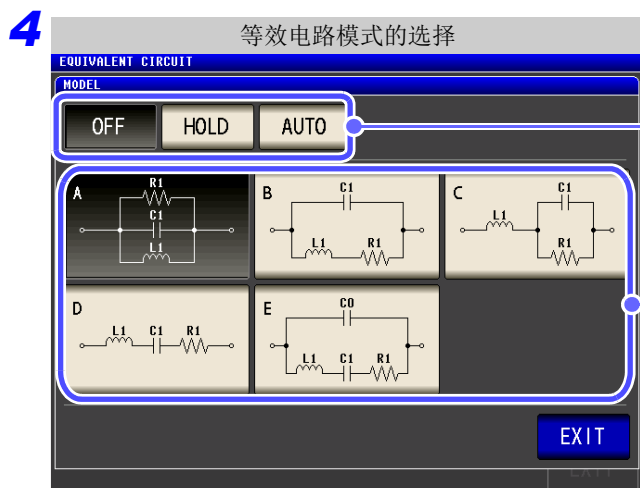 4
等效电路模式的选择
EQUIVALENT CIRCUIT
MODEL
OFF HOLD AUTO
A R1 C1 L1
B C1 L1 R1
C L1 C1 R1
D L1 C1 R1
E C0 L1 C1 R1
EXIT
EXIT